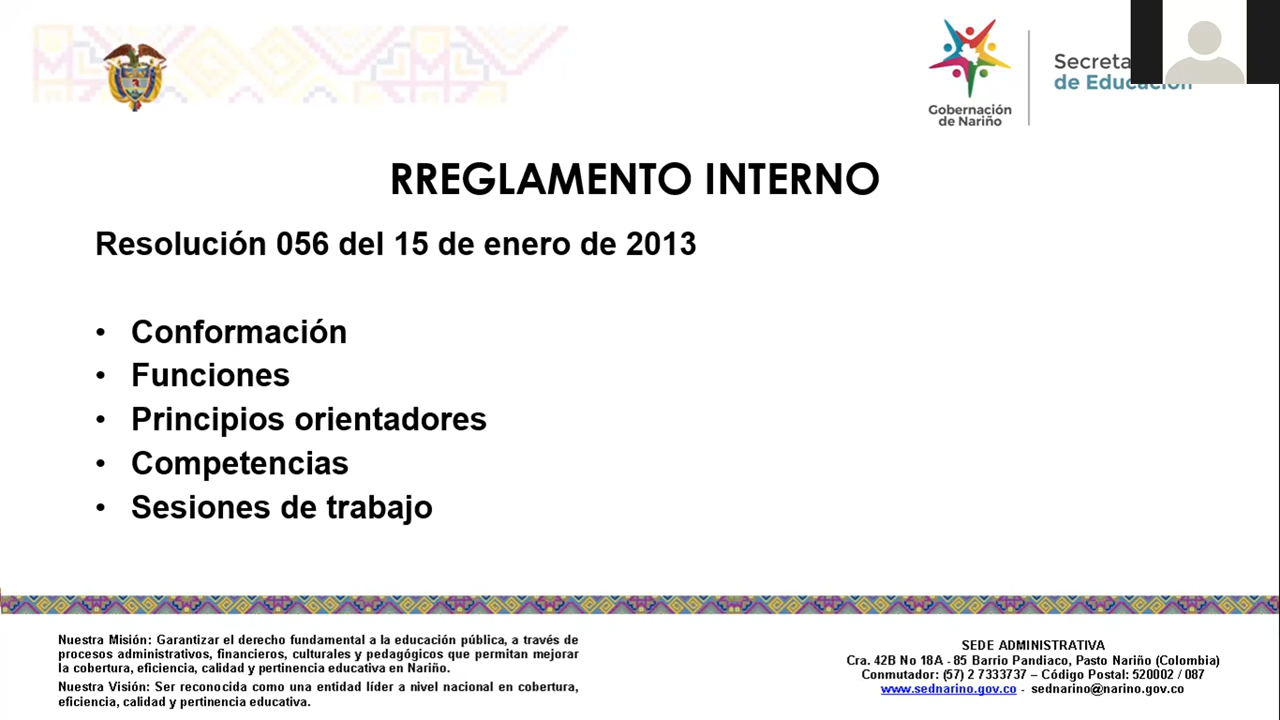 Gobernación
de Nariño
de Educación
RREGLAMENTO INTERNO
Resolución 056 del 15 de enero de 2013
• Conformación
• Funciones
• Principios orientadores
• Competencias
• Sesiones de trabajo
Nuestra Misión: Garantizar el derecho fundamental a la educación pública, a través de
procesos administrativos, financieros, culturales y pedagógicos que permitan mejorar
la cobertura, eficiencia, calidad y pertinencia educativa en Nariño.
Nuestra Visión: Ser reconocida como una entidad líder a nivel nacional en cobertura,
eficiencia, calidad y pertinencia educativa.
SEDE ADMINISTRATIVA
Cra. 42B No 18A - 85 Barrio Pandiaco, Pasto Nariño (Colombia)
Conmutador: (57) 2 7333737 – Código Postal: 520002 / 087
www.sednarino.gov.co - sednarino@narino.gov.co